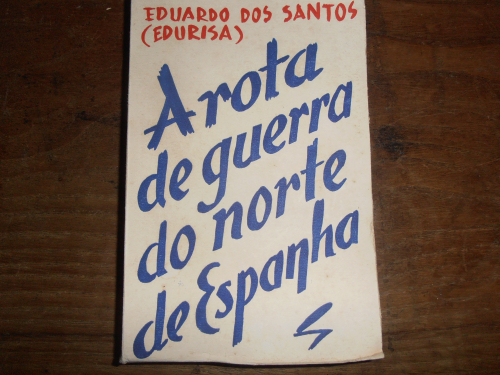 EDUARDO DOS SANTOS
(EDURISA)
A rota
de guerra
do norte
de Espanha